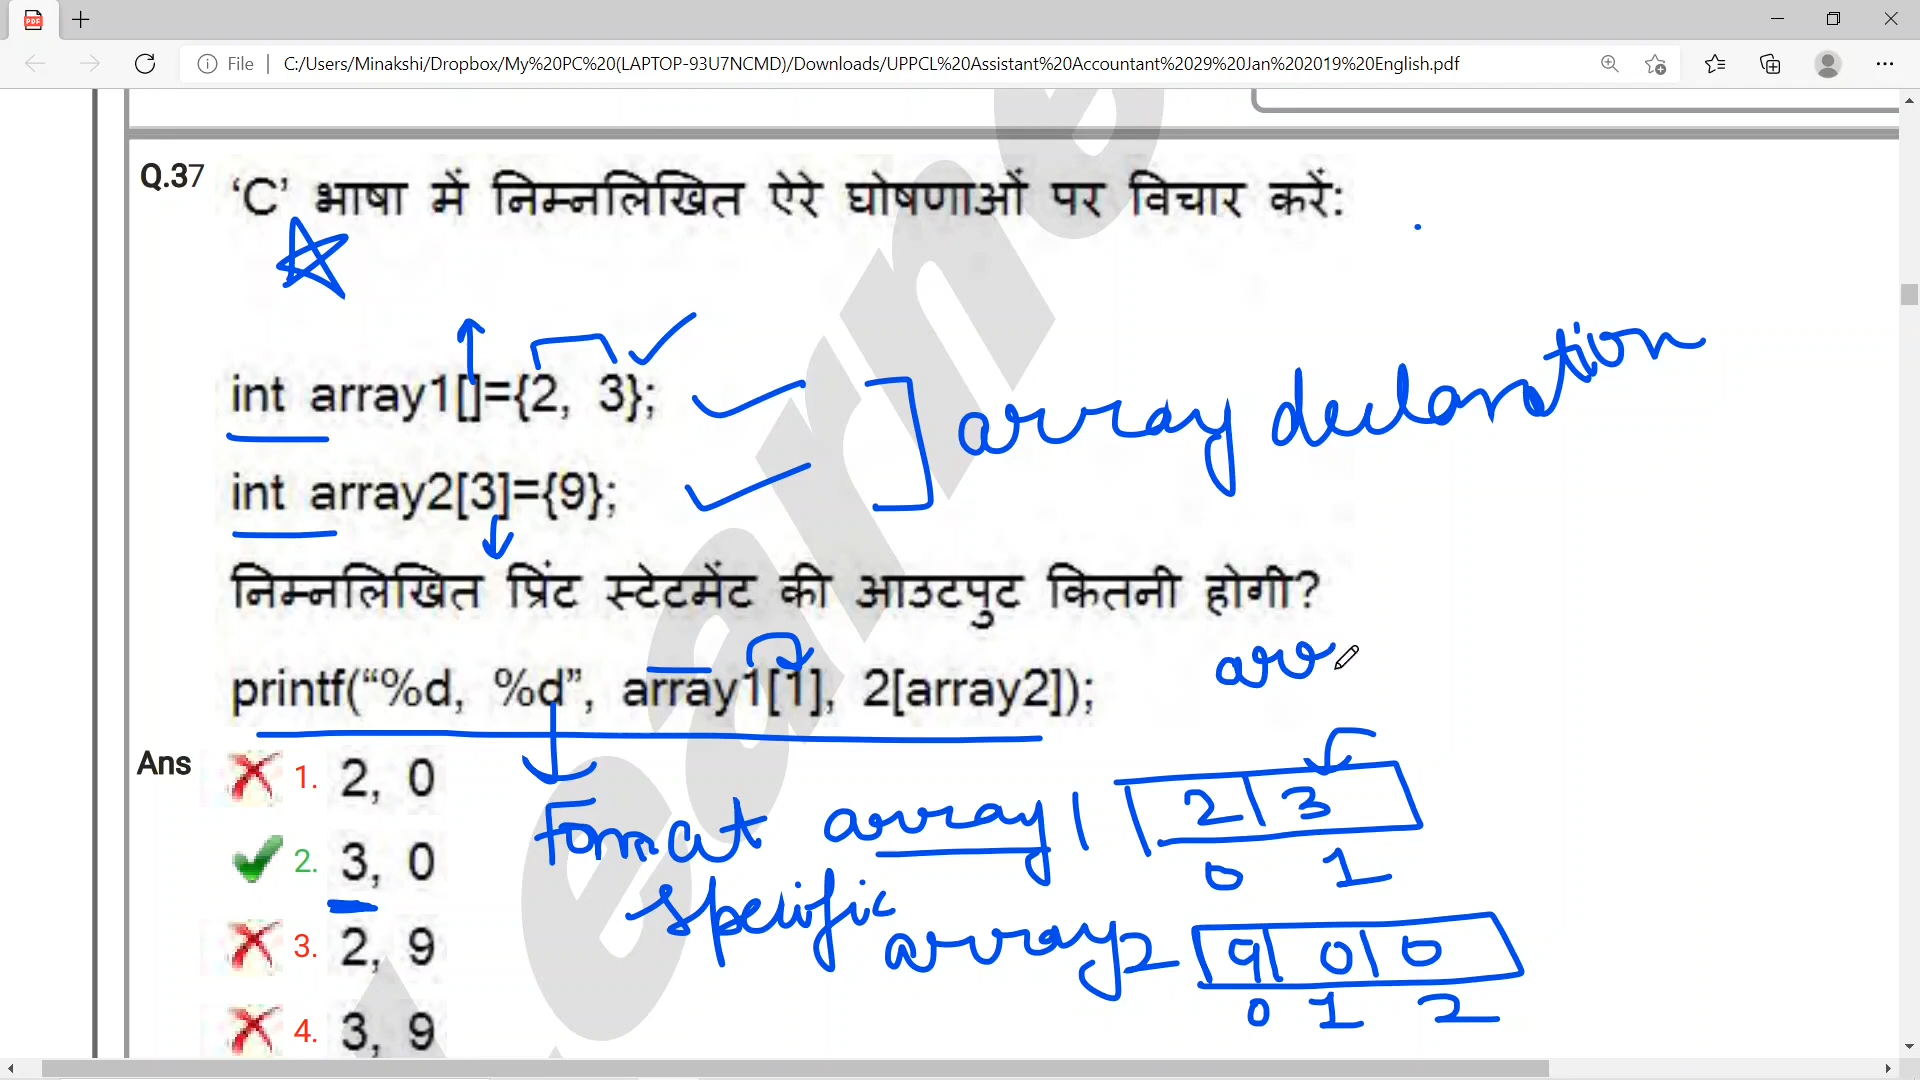 File C:/Users/Minakshi/Dropbox/My%20PC%20(LAPTOP-93U7NCMD)/Downloads/UPPCL%20Assistant%20Accountant%2029%20Jan%202019%20English.pdf
Q.37 ‘C’ भाषा में निम्नलिखित ऐरे घोषणाओं पर विचार करें:
int array1[]={2, 3};
array declaration
int array2[3]={9};
निम्नलिखित प्रिंट स्टेटमेंट की आउटपुट कितनी होगी?
arr
printf(“%d, %d”, array1[1], 2[array2]);
Ans 1. 2, 0
Format array1 2 3
2. 3, 0
0 1
specific
array2 9 0 0
3. 2, 9
0 1 2
4. 3, 9